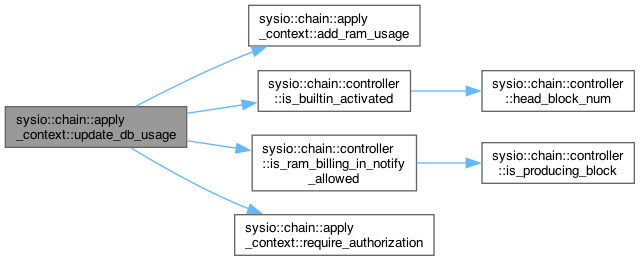 sysio::chain::apply
_context::add_ram_usage
sysio::chain::controller
::is_builtin_activated
sysio::chain::controller
::head_block_num
sysio::chain::apply
_context::update_db_usage
sysio::chain::controller
::is_ram_billing_in_notify
_allowed
sysio::chain::controller
::is_producing_block
sysio::chain::apply
_context::require_authorization